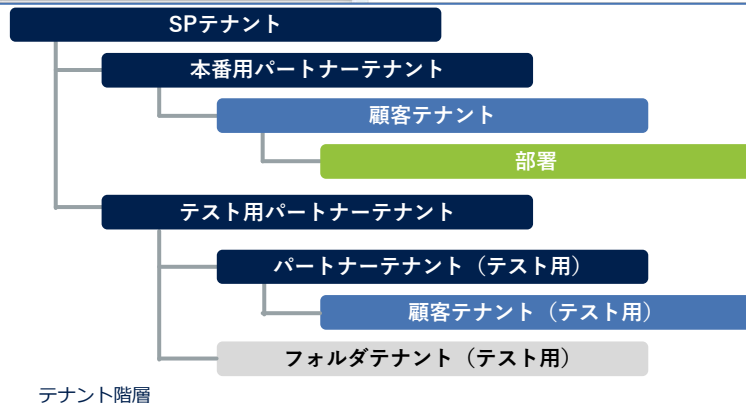 SPテナント
本番用パートナーテナント
顧客テナント
部署
テスト用パートナーテナント
パートナーテナント（テスト用）
顧客テナント（テスト用）
フォルダテナント（テスト用）
テナント階層